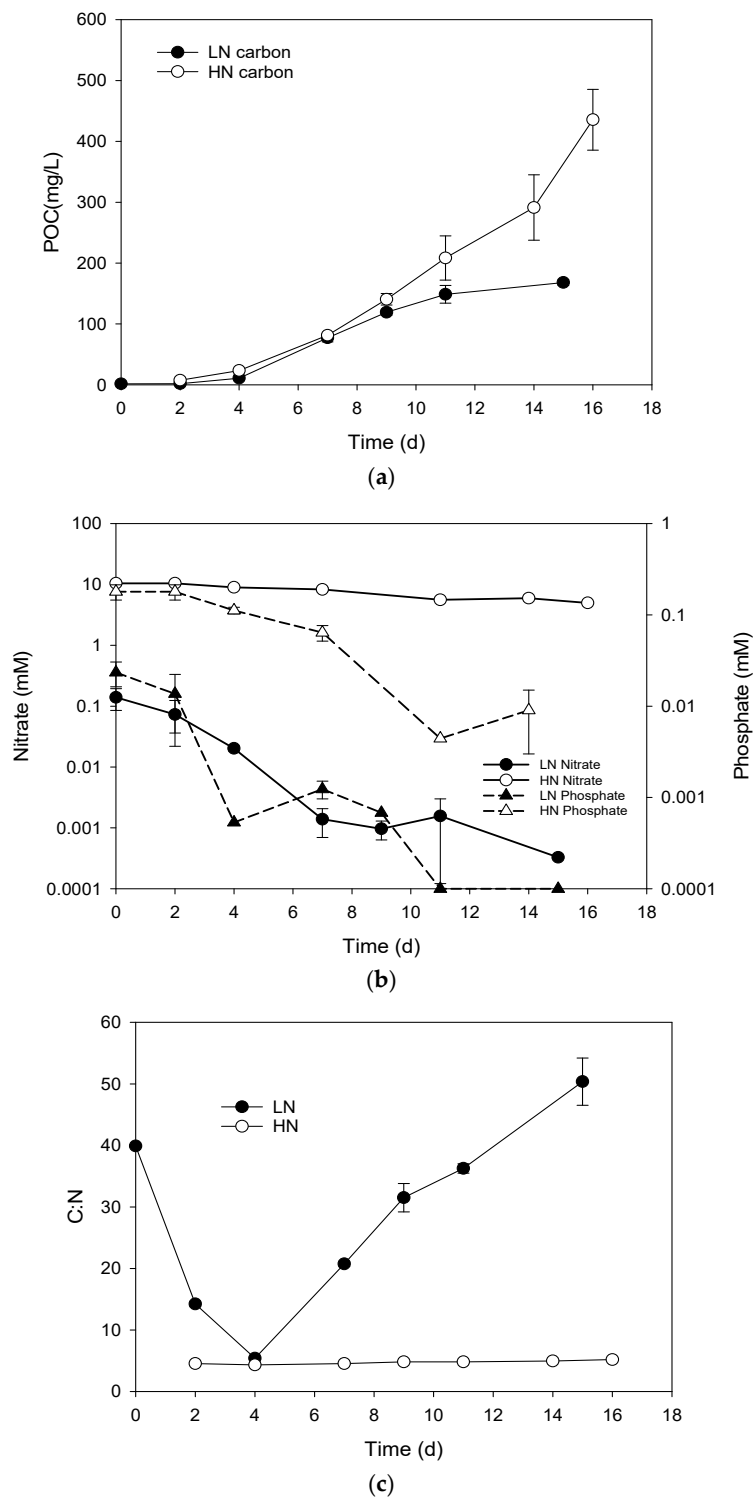 600
500
400
300
200
100
0
POC(mg/L)
LN carbon
HN carbon
0 2 4 6 8 10 12 14 16 18
Time (d)
(a)
100
10
1
0.1
0.01
0.001
0.0001
Nitrate (mM)
1
0.1
0.01
0.001
0.0001
Phosphate (mM)
LN Nitrate
HN Nitrate
LN Phosphate
HN Phosphate
0 2 4 6 8 10 12 14 16 18
Time (d)
(b)
60
50
40
30
20
10
0
C:N
LN
HN
0 2 4 6 8 10 12 14 16 18
Time (d)
(c)